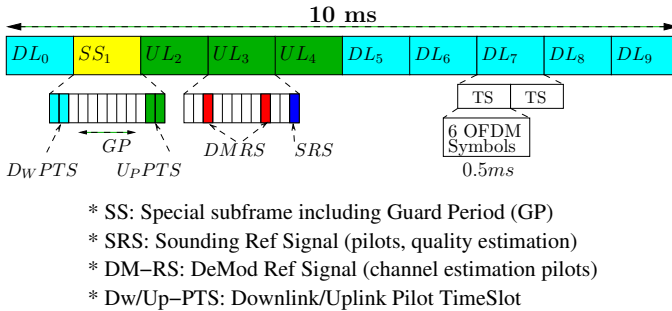 10 ms
DL0 SS1 UL2 UL3 UL4 DL5 DL6 DL7 DL8 DL9
TS TS
GP
DWPTS UPPTS DMRS SRS
6 OFDM
Symbols
0.5ms
* SS: Special subframe including Guard Period (GP)
* SRS: Sounding Ref Signal (pilots, quality estimation)
* DM−RS: DeMod Ref Signal (channel estimation pilots)
* Dw/Up−PTS: Downlink/Uplink Pilot TimeSlot